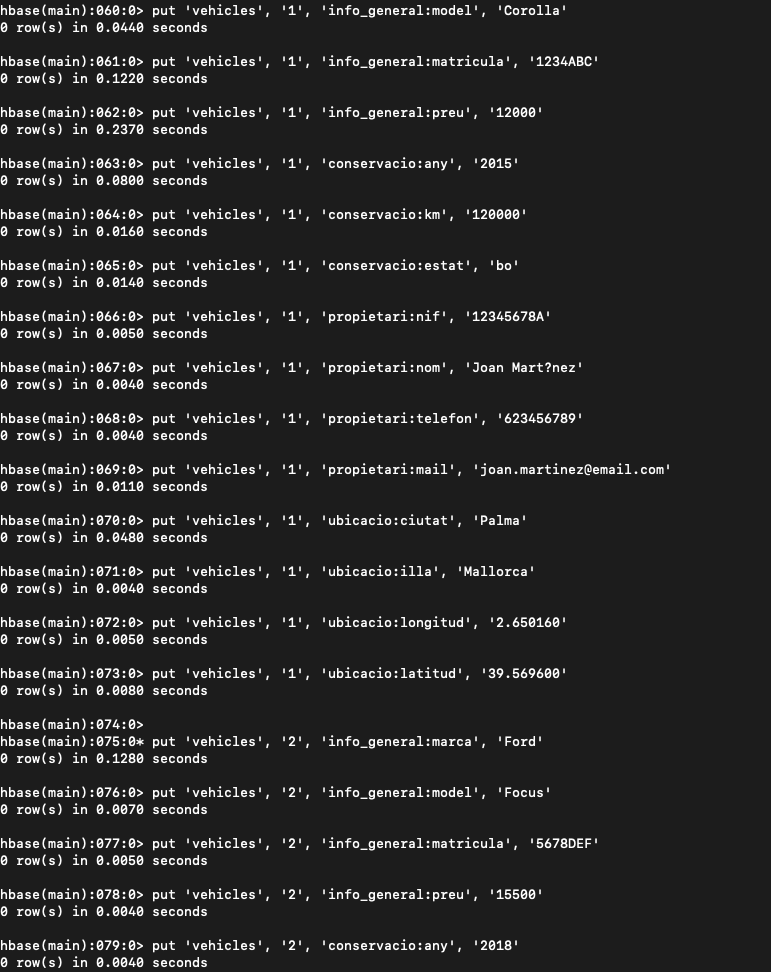 hbase(main):060:0> put 'vehicles', '1', 'info_general:model', 'Corolla'
0 row(s) in 0.0440 seconds
hbase(main):061:0> put 'vehicles', '1', 'info_general:matricula', '1234ABC'
0 row(s) in 0.1220 seconds
hbase(main):062:0> put 'vehicles', '1', 'info_general:preu', '12000'
0 row(s) in 0.2370 seconds
hbase(main):063:0> put 'vehicles', '1', 'conservacio:any', '2015'
0 row(s) in 0.0800 seconds
hbase(main):064:0> put 'vehicles', '1', 'conservacio:km', '120000'
0 row(s) in 0.0160 seconds
hbase(main):065:0> put 'vehicles', '1', 'conservacio:estat', 'bo'
0 row(s) in 0.0140 seconds
hbase(main):066:0> put 'vehicles', '1', 'propietari:nif', '12345678A'
0 row(s) in 0.0050 seconds
hbase(main):067:0> put 'vehicles', '1', 'propietari:nom', 'Joan Mart?nez'
0 row(s) in 0.0040 seconds
hbase(main):068:0> put 'vehicles', '1', 'propietari:telefon', '623456789'
0 row(s) in 0.0040 seconds
hbase(main):069:0> put 'vehicles', '1', 'propietari:mail', 'joan.martinez@email.com'
0 row(s) in 0.0110 seconds
hbase(main):070:0> put 'vehicles', '1', 'ubicacio:ciutat', 'Palma'
0 row(s) in 0.0480 seconds
hbase(main):071:0> put 'vehicles', '1', 'ubicacio:illa', 'Mallorca'
0 row(s) in 0.0040 seconds
hbase(main):072:0> put 'vehicles', '1', 'ubicacio:longitud', '2.650160'
0 row(s) in 0.0050 seconds
hbase(main):073:0> put 'vehicles', '1', 'ubicacio:latitud', '39.569600'
0 row(s) in 0.0080 seconds
hbase(main):074:0>
hbase(main):075:0* put 'vehicles', '2', 'info_general:marca', 'Ford'
0 row(s) in 0.1280 seconds
hbase(main):076:0> put 'vehicles', '2', 'info_general:model', 'Focus'
0 row(s) in 0.0070 seconds
hbase(main):077:0> put 'vehicles', '2', 'info_general:matricula', '5678DEF'
0 row(s) in 0.0050 seconds
hbase(main):078:0> put 'vehicles', '2', 'info_general:preu', '15500'
0 row(s) in 0.0040 seconds
hbase(main):079:0> put 'vehicles', '2', 'conservacio:any', '2018'
0 row(s) in 0.0040 seconds